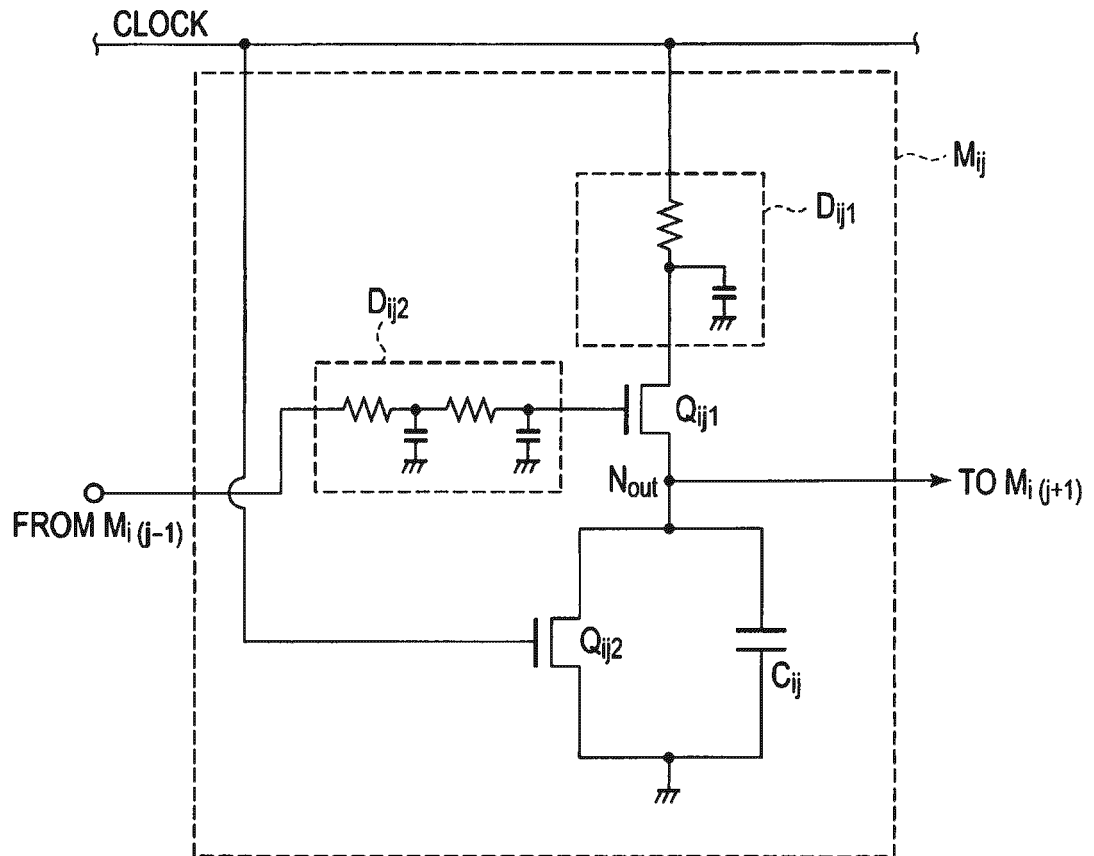 CLOCK
Mij
Dij1
Dij2
Qij1
Nout
TO Mi (j+1)
FROM Mi (j−1)
Qij2
Cij